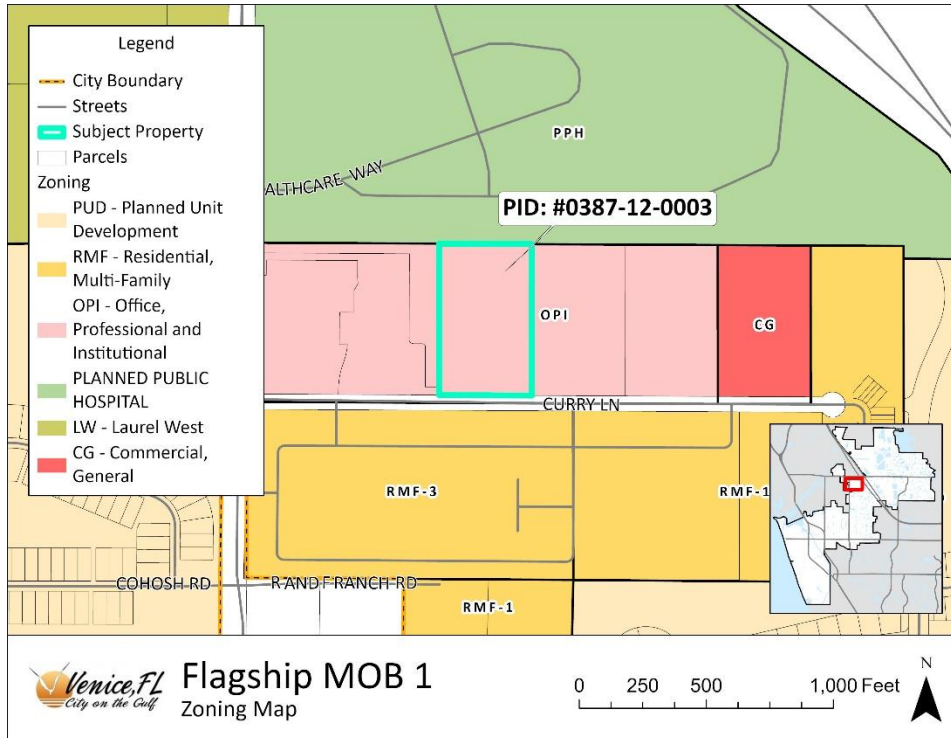 Legend
City Boundary
Streets
Subject Property
Parcels
Zoning
PUD - Planned Unit
Development
RMF - Residential,
Multi-Family
OPI - Office,
Professional and
Institutional
PLANNED PUBLIC
HOSPITAL
LW - Laurel West
CG - Commercial,
General
PPH
ALTHCARE WAY
PID: #0387-12-0003
OPI
CG
CURRY LN
RMF-3
RMF-1
COHOSH RD
RANDF RANCH RD
RMF-1
Venice, FL
City on the Gulf
Flagship MOB 1
Zoning Map
0 250 500 1,000 Feet
N